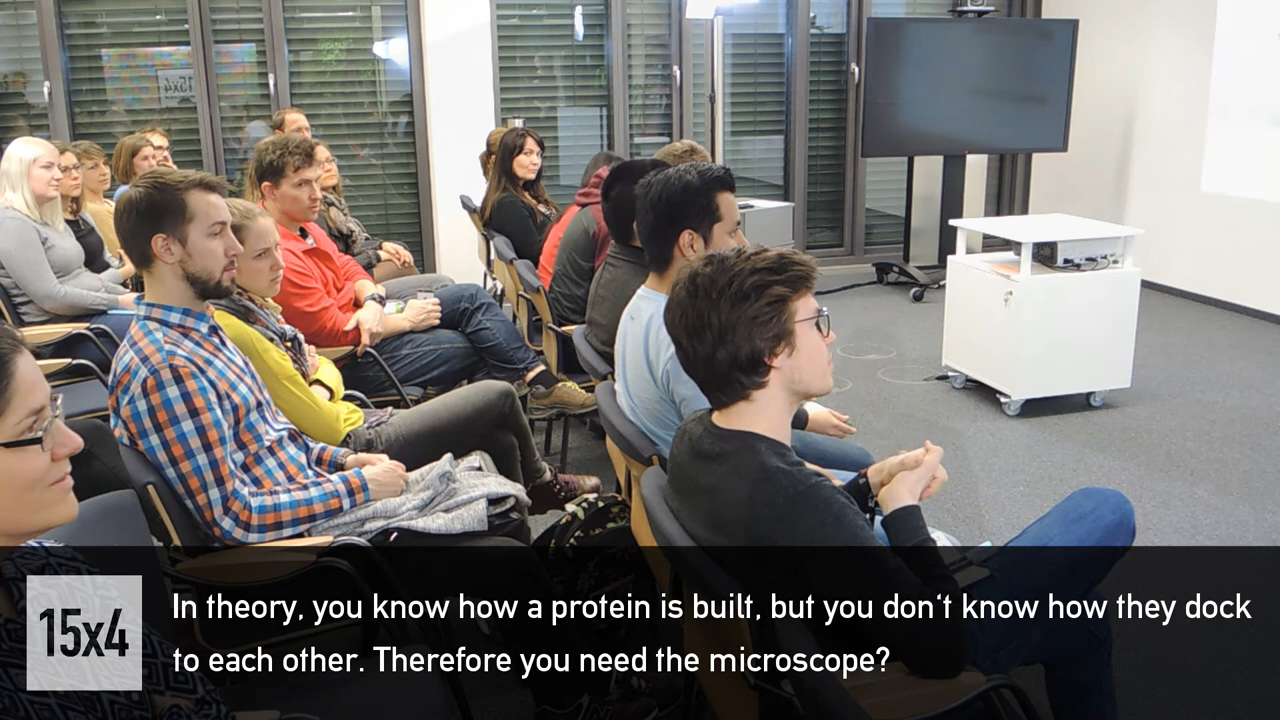 15x4
15x4
In theory, you know how a protein is built, but you don't know how they dock
to each other. Therefore you need the microscope?